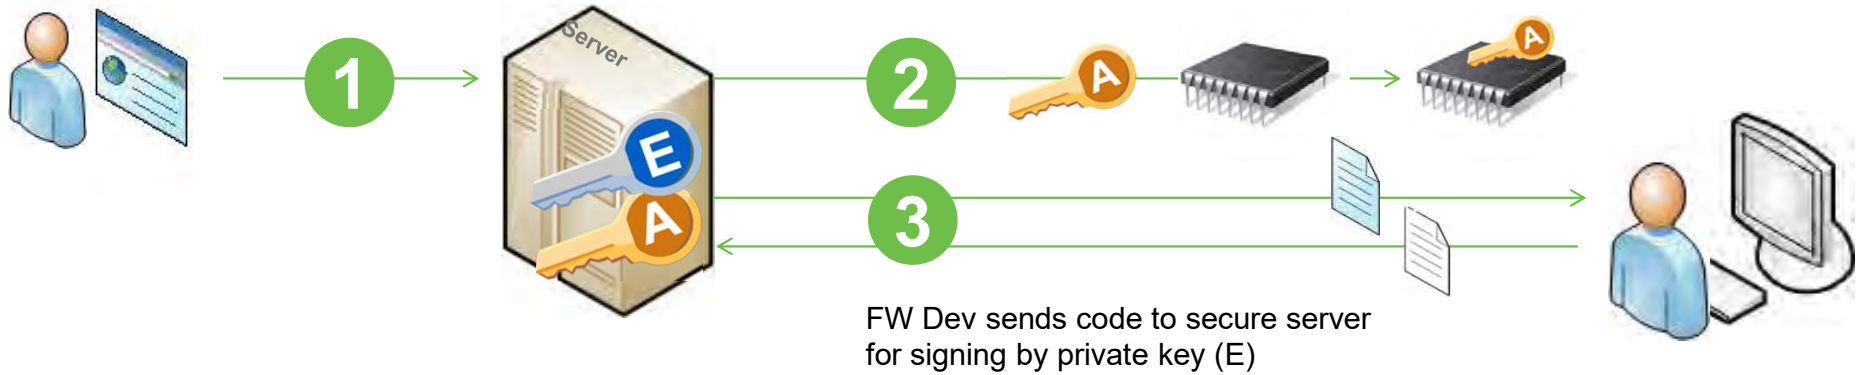 1
Server
2
A
A
E
A
3
FW Dev sends code to secure server
for signing by private key (E)